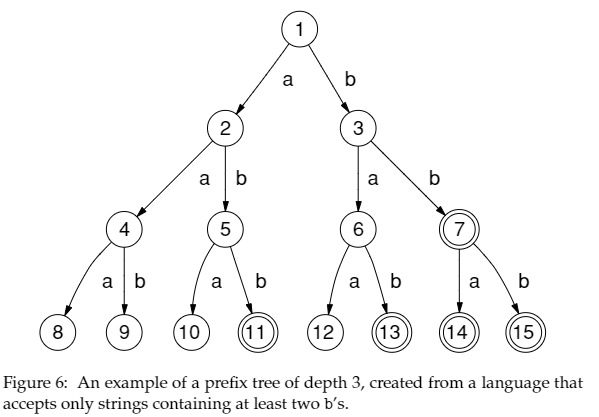 1
a b
2 3
a b a b
4 5 6 7
a b a b a b a b
8 9 10 11 12 13 14 15
Figure 6: An example of a prefix tree of depth 3, created from a language that
accepts only strings containing at least two b's.